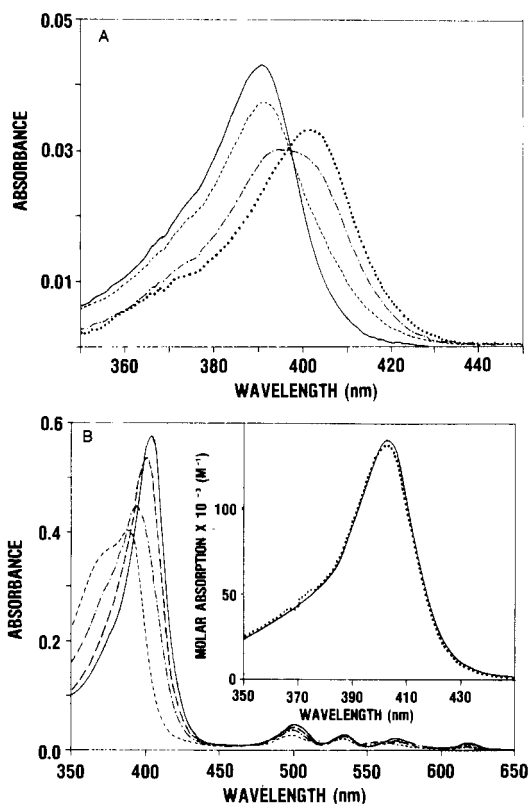 A
0.05
0.03
0.01
ABSORBANCE
360 380 400 420 440
WAVELENGTH (nm)
B
0.6
0.4
0.2
0.0
ABSORBANCE
350 400 450 500 550 600 650
WAVELENGTH (nm)
MOLAR ABSORPTION X 10⁻³ (M⁻¹)
100
50
0
350 370 390 410 430
WAVELENGTH (nm)